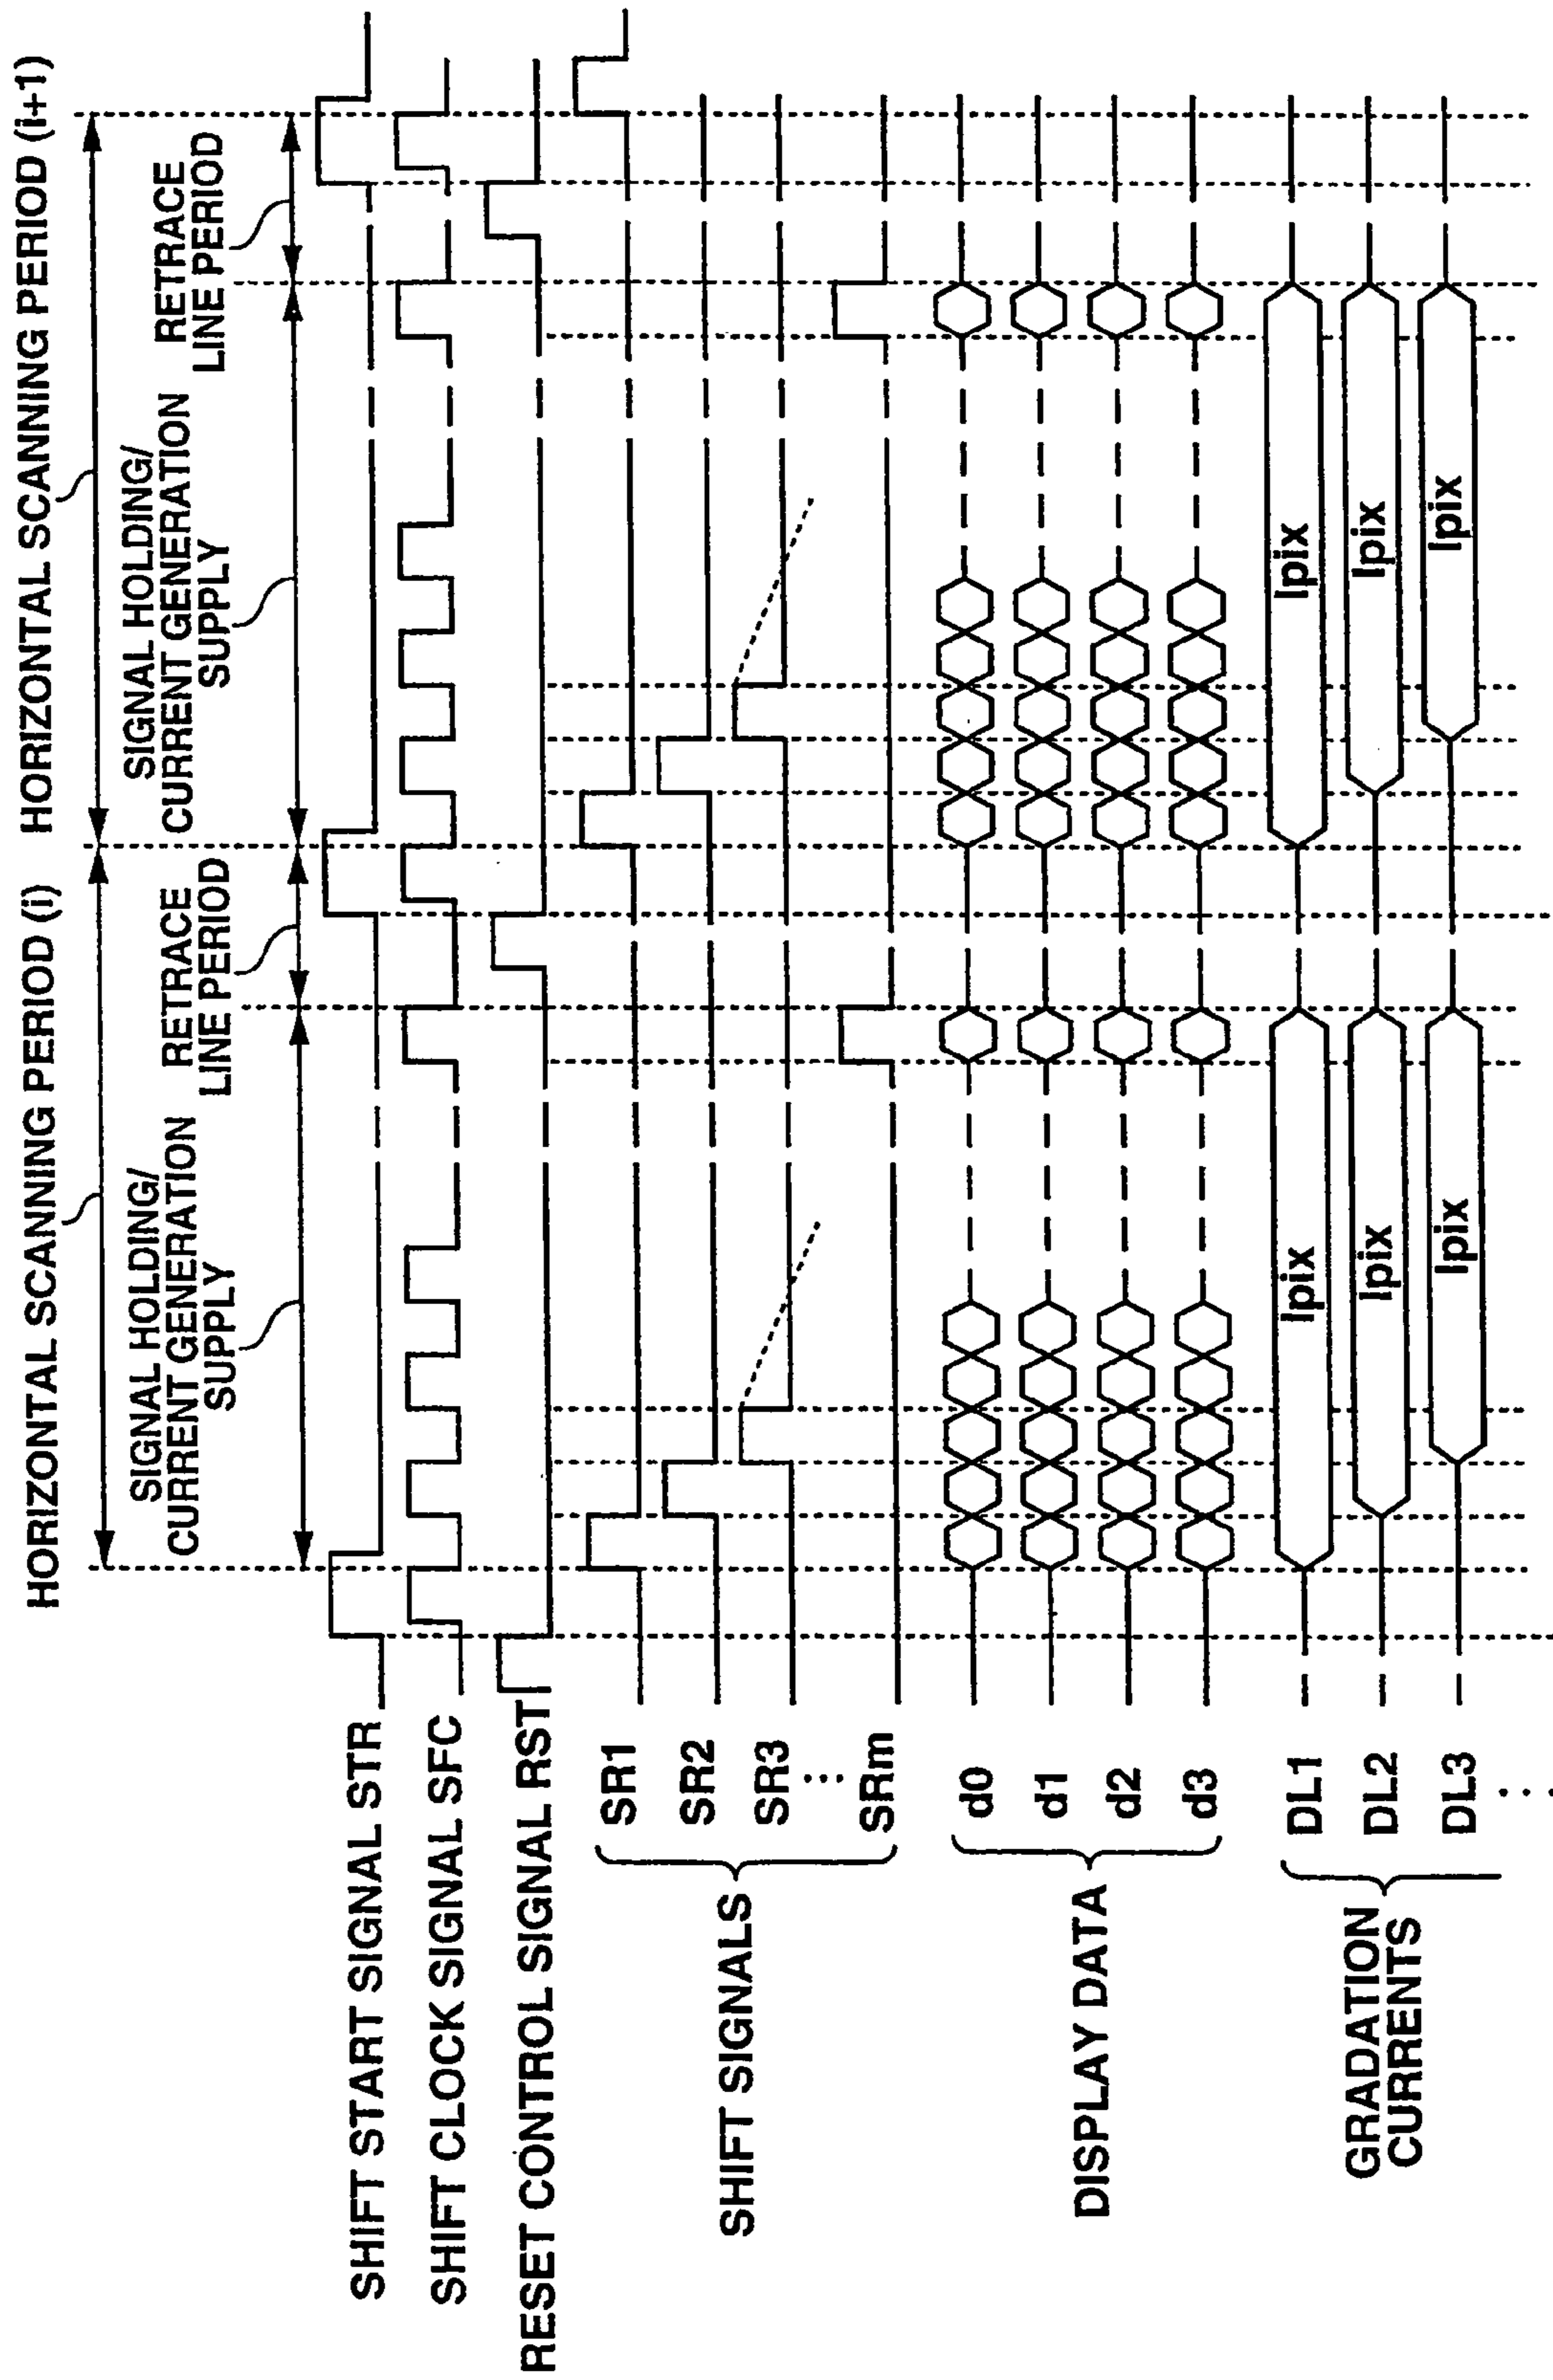 HORIZONTAL SCANNING PERIOD (i)
HORIZONTAL SCANNING PERIOD (i+1)
SIGNAL HOLDING/
CURRENT GENERATION
SUPPLY
RETRACE
LINE PERIOD
SIGNAL HOLDING/
CURRENT GENERATION
SUPPLY
RETRACE
LINE PERIOD
SHIFT START SIGNAL STR
SHIFT CLOCK SIGNAL SFC
RESET CONTROL SIGNAL RST
SHIFT SIGNALS
SR1
SR2
SR3
...
SRm
DISPLAY DATA
d0
d1
d2
d3
GRADATION
CURRENTS
DL1
Ipix
Ipix
DL2
Ipix
Ipix
DL3
Ipix
Ipix
...